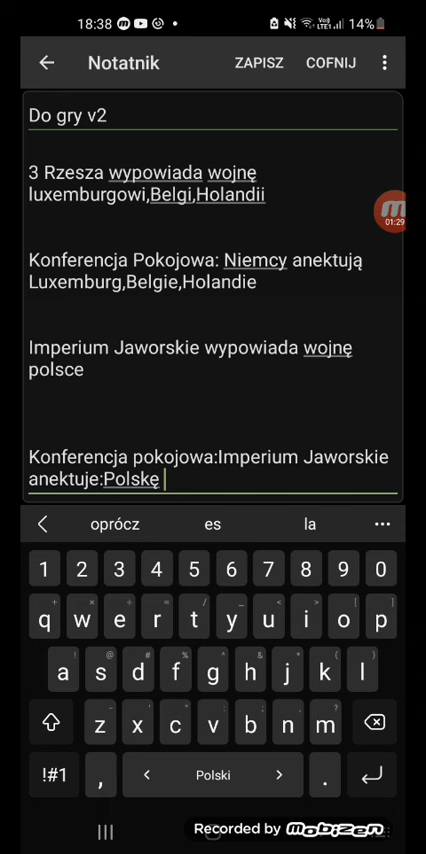 18:38
Vo)) LTE1 14%
Notatnik ZAPISZ COFNIJ
Do gry v2
3 Rzesza wypowiada wojnę
luxemburgowi,Belgi,Holandii
01:29
Konferencja Pokojowa: Niemcy anektują
Luxemburg,Belgie,Holandie
Imperium Jaworskie wypowiada wojnę
polsce
Konferencja pokojowa:Imperium Jaworskie
anektuje:Polskę
oprócz es la
1 2 3 4 5 6 7 8 9 0
q w e r t y u i o p
a s d f g h j k l
z x c v b n m
!#1 , < Polski > .
Recorded by Mobizen